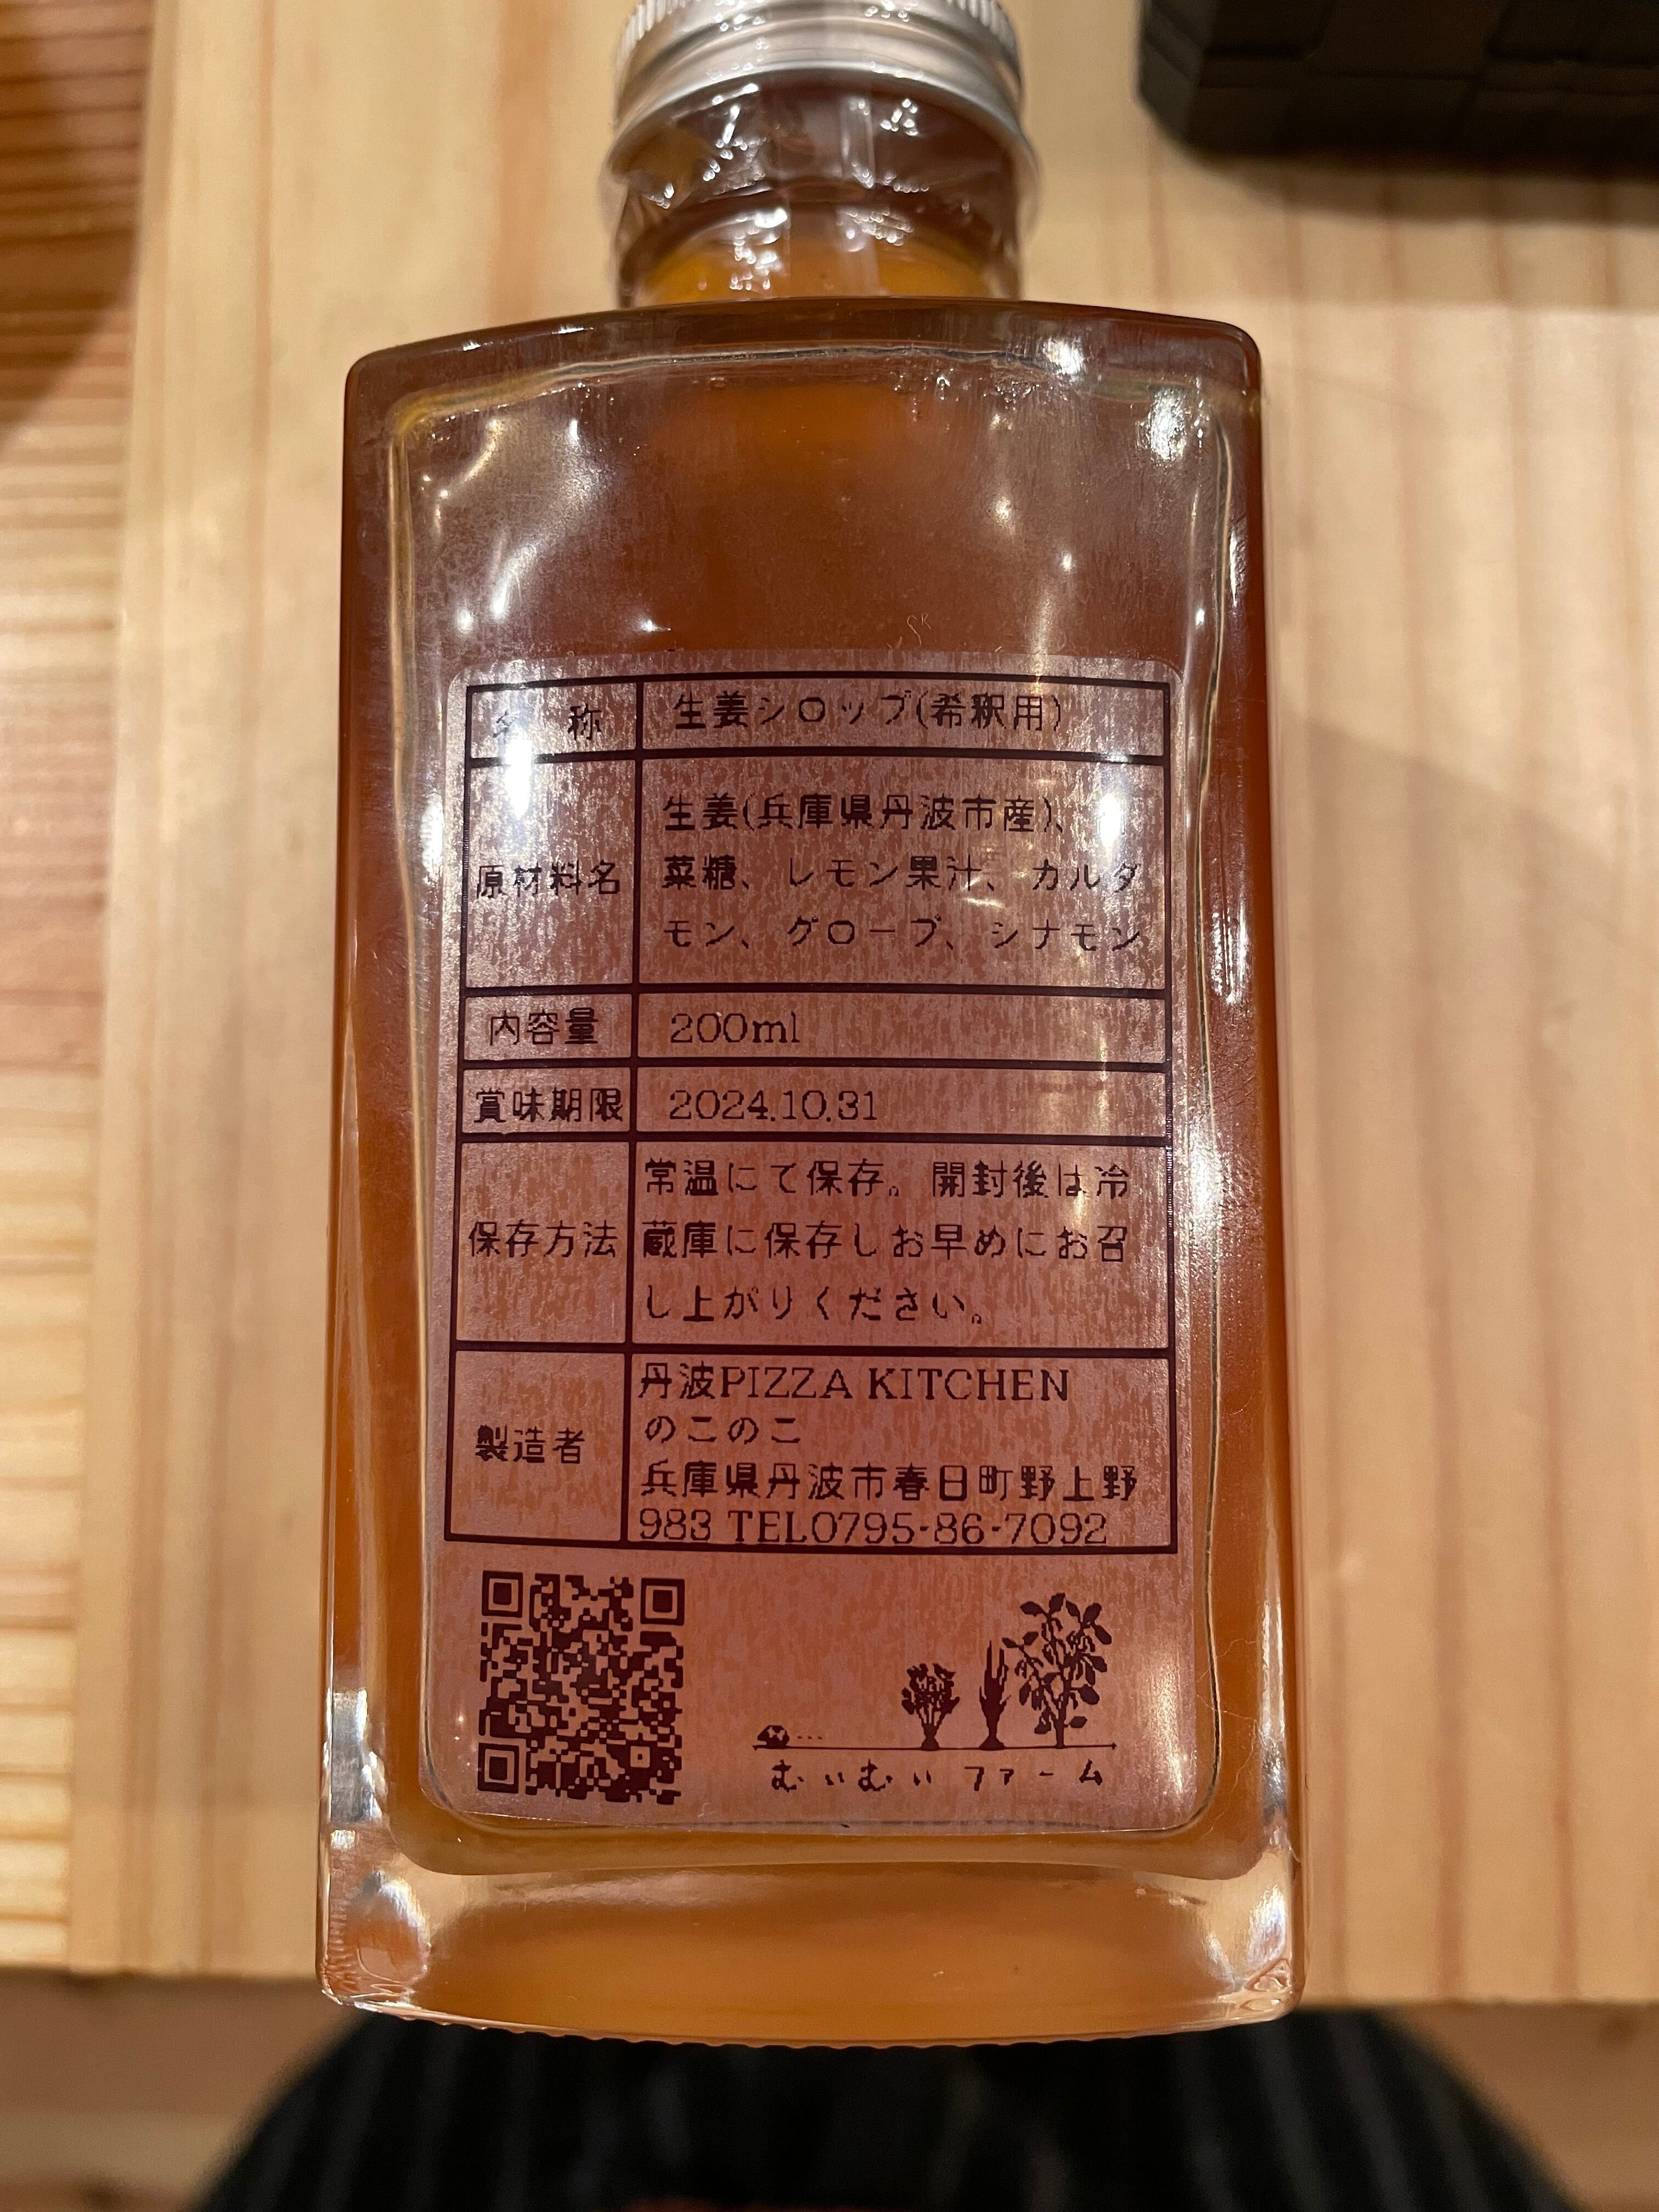 名 称
生姜シロップ(希釈用)
原材料名
生姜(兵庫県丹波市産)、
菜糖、レモン果汁、カルダ
モン、グローブ、シナモン
内容量
200ml
賞味期限
2024.10.31
保存方法
常温にて保存。開封後は冷
蔵庫に保存しお早めにお召
し上がりください。
製造者
丹波PIZZA KITCHEN
のこのこ
兵庫県丹波市春日町野上野
983 TEL0795-86-7092
むぃむぃファーム